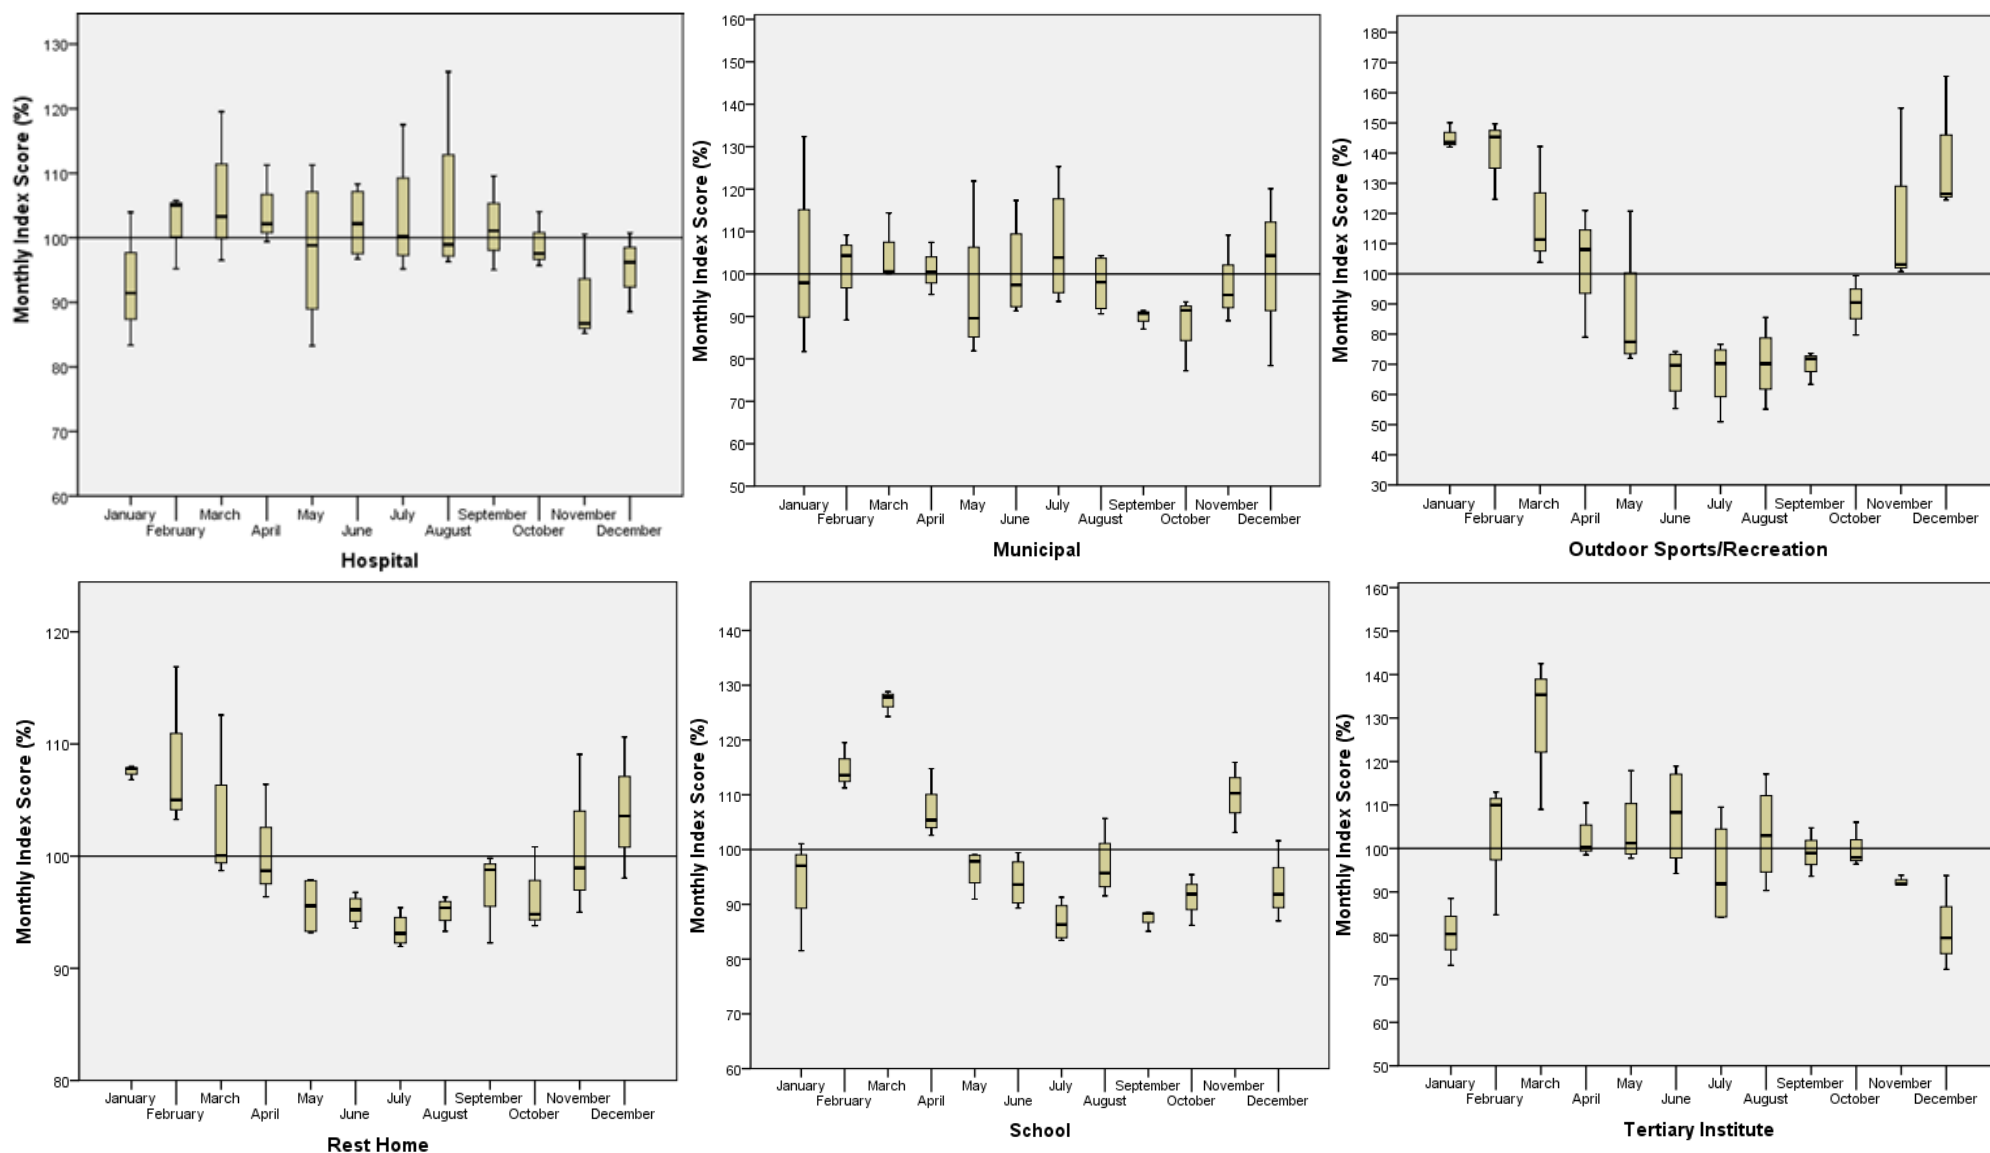 Monthly Index Score (%)
130
120
110
100
90
80
70
60
January
February
March
April
May
June
July
August
September
October
November
December
Hospital
Monthly Index Score (%)
160
150
140
130
120
110
100
90
80
70
60
50
January
February
March
April
May
June
July
August
September
October
November
December
Municipal
Monthly Index Score (%)
180
170
160
150
140
130
120
110
100
90
80
70
60
50
40
30
January
February
March
April
May
June
July
August
September
October
November
December
Outdoor Sports/Recreation
Monthly Index Score (%)
120
110
100
90
80
January
February
March
April
May
June
July
August
September
October
November
December
Rest Home
Monthly Index Score (%)
140
130
120
110
100
90
80
70
60
January
February
March
April
May
June
July
August
September
October
November
December
School
Monthly Index Score (%)
160
150
140
130
120
110
100
90
80
70
60
50
January
February
March
April
May
June
July
August
September
October
November
December
Tertiary Institute